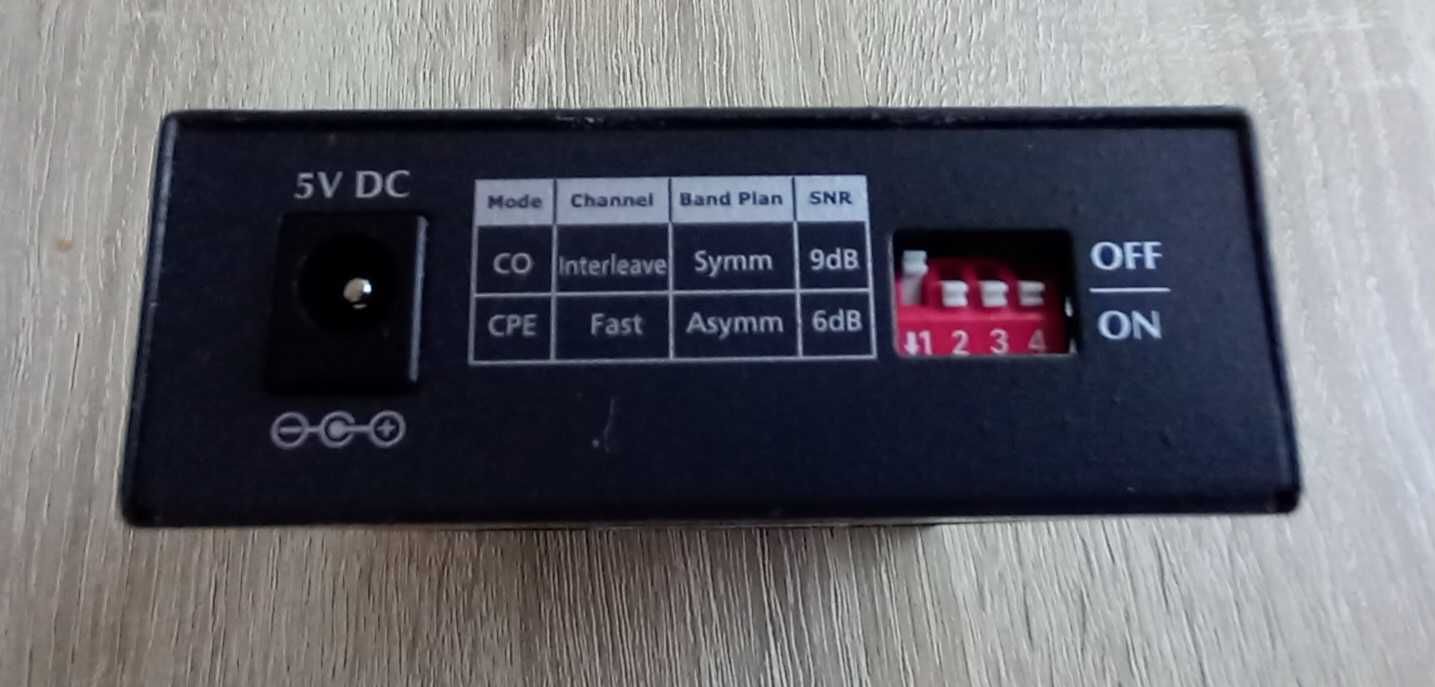 5V DC
Mode Channel Band Plan SNR
CO Interleave Symm 9dB
CPE Fast Asymm 6dB
OFF
ON
↓1 2 3 4